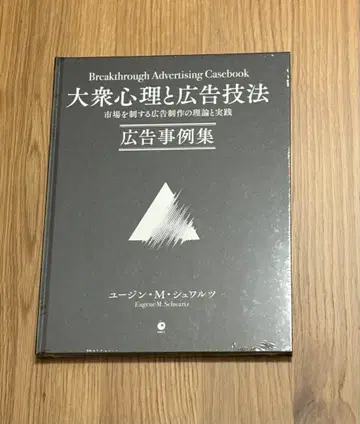 Breakthrough Advertising Casebook
大衆心理と広告技法
市場を制する広告制作の理論と実践
広告事例集
ユージン・M・シュワルツ
Eugene M. Schwartz